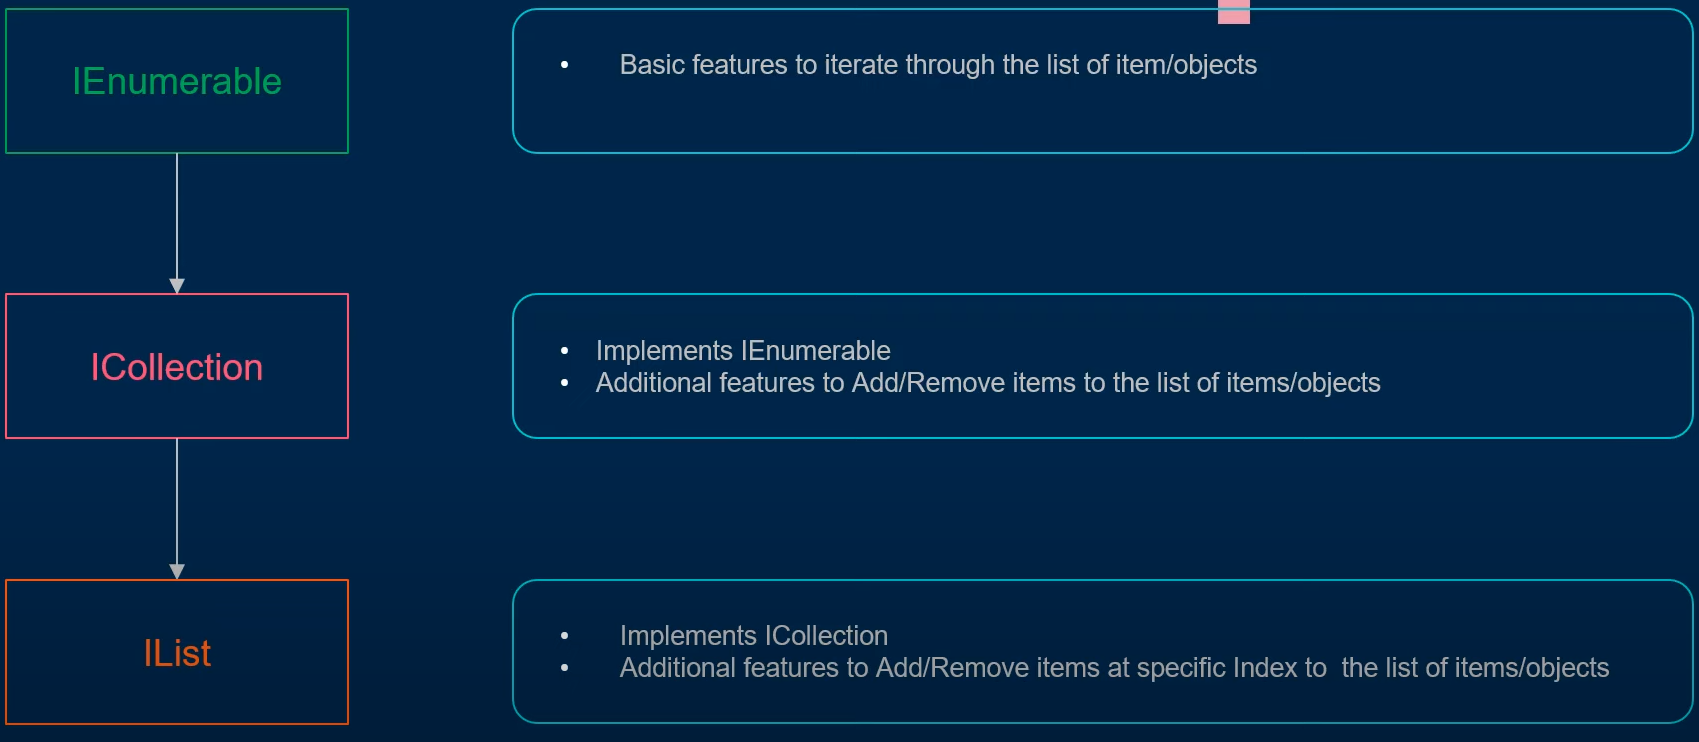 IEnumerable
• Basic features to iterate through the list of item/objects
ICollection
• Implements IEnumerable
• Additional features to Add/Remove items to the list of items/objects
IList
• Implements ICollection
• Additional features to Add/Remove items at specific Index to  the list of items/objects